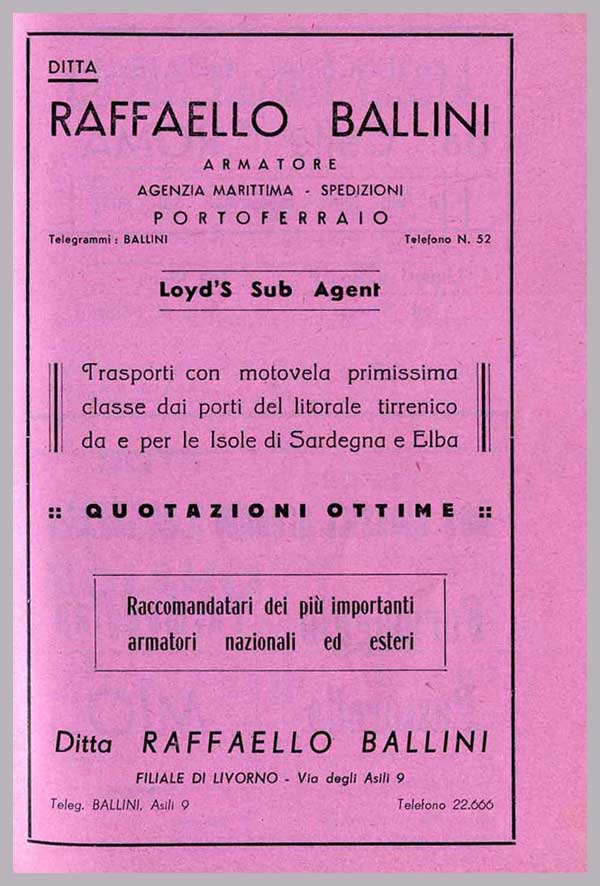 DITTA
RAFFAELLO BALLINI
ARMATORE
AGENZIA MARITTIMA - SPEDIZIONI
PORTOFERRAIO
Telegrammi: BALLINI Telefono N. 52
Loyd'S Sub Agent
Trasporti con motovela primissima
classe dai porti del litorale tirrenico
da e per le Isole di Sardegna e Elba
:: QUOTAZIONI OTTIME ::
Raccomandatari dei più importanti
armatori nazionali ed esteri
Ditta RAFFAELLO BALLINI
FILIALE DI LIVORNO - Via degli Asili 9
Teleg. BALLINI, Asili 9 Telefono 22.666